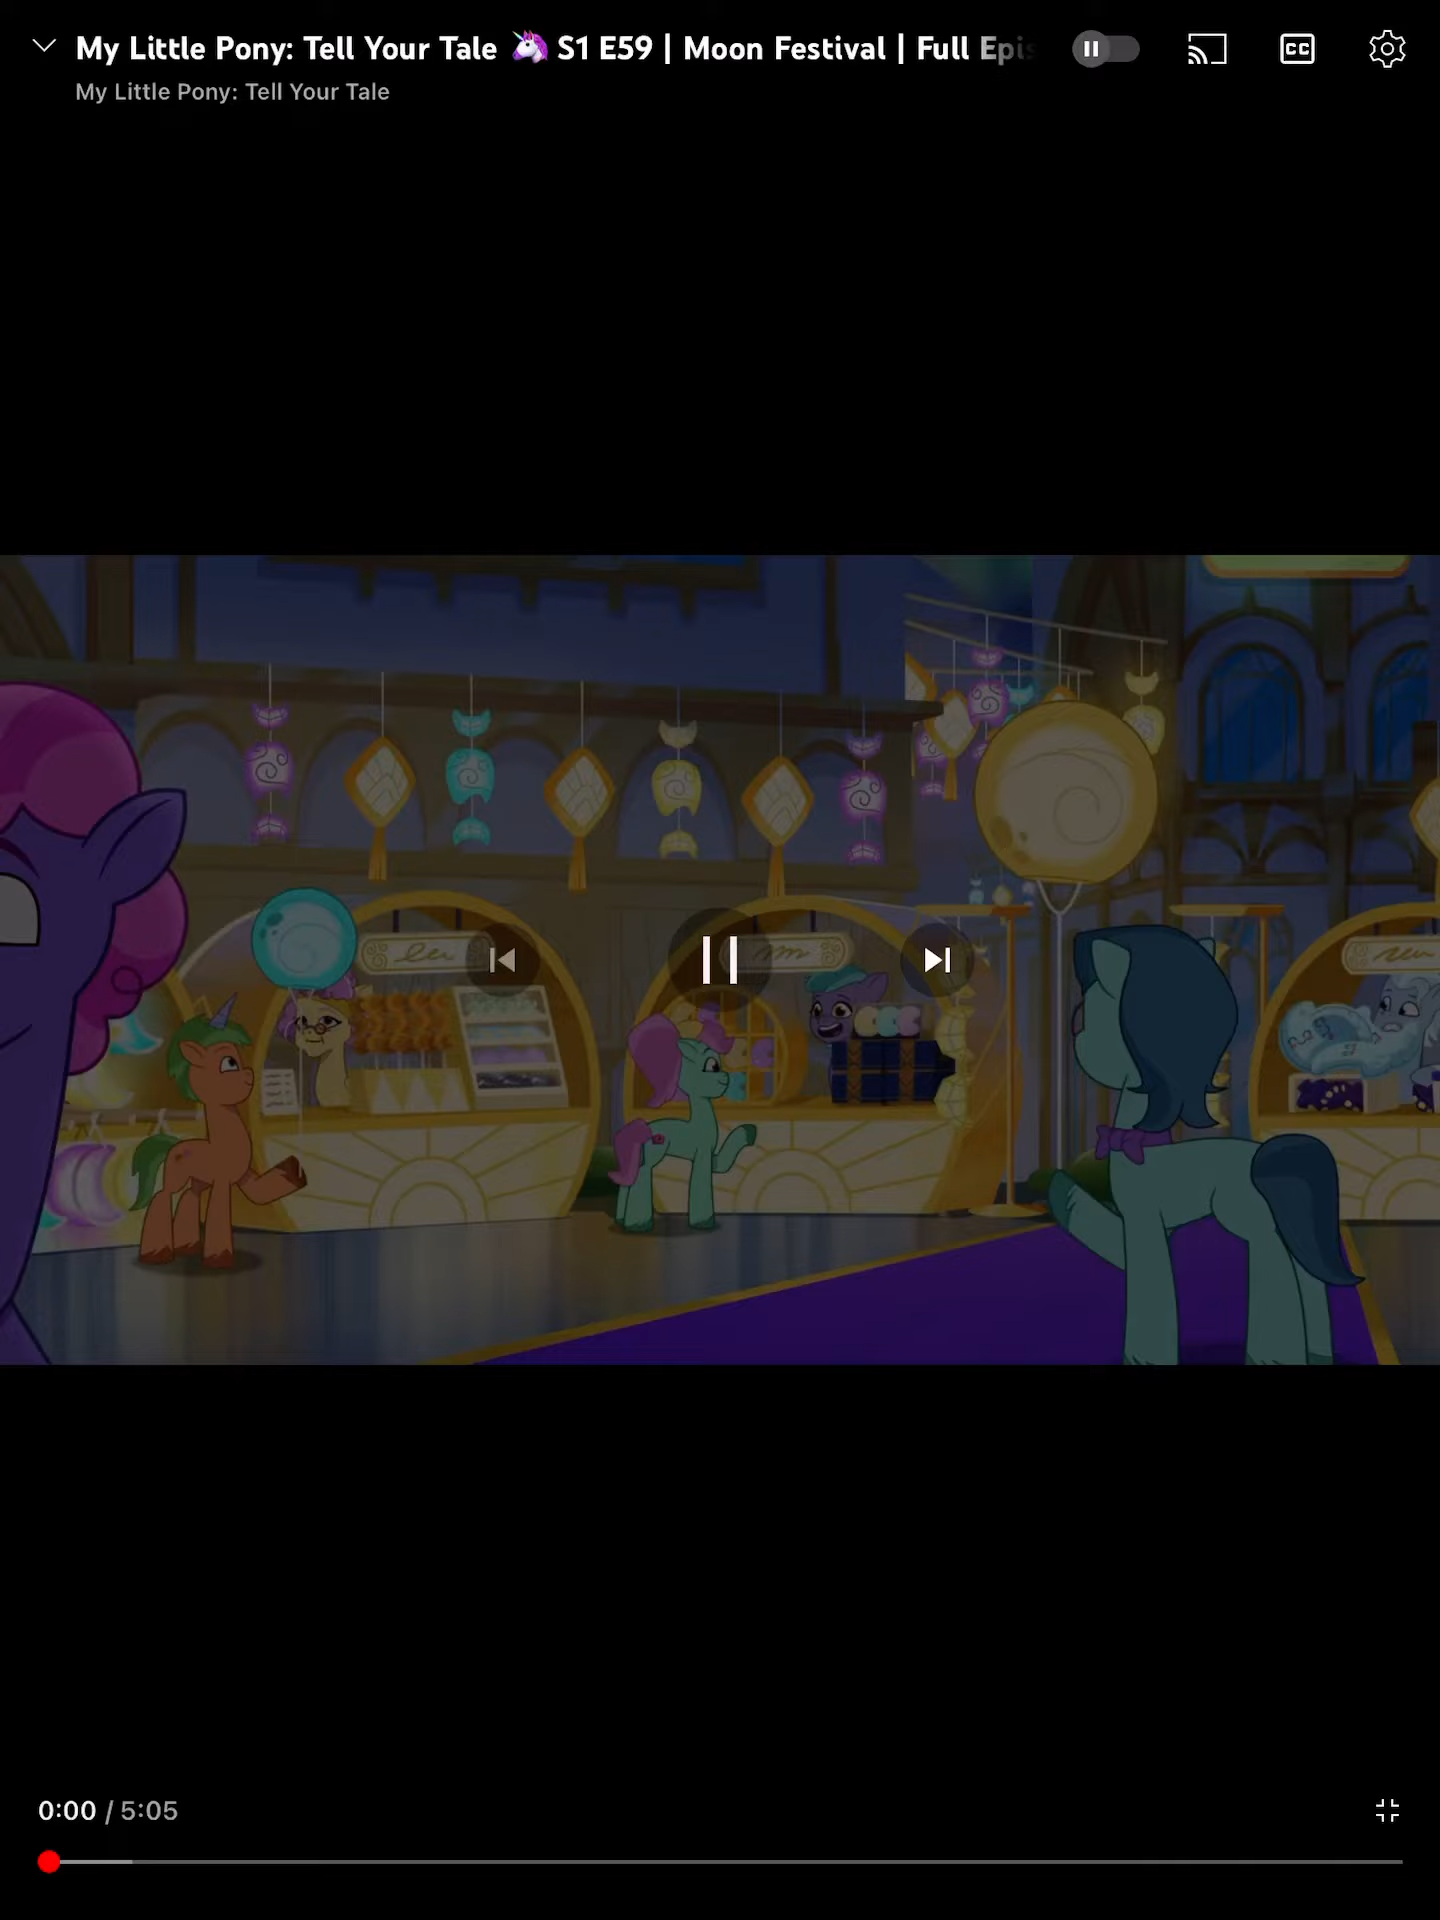 My Little Pony: Tell Your Tale 🦄 S1 E59 | Moon Festival | Full Epis
CC
My Little Pony: Tell Your Tale
0:00 / 5:05